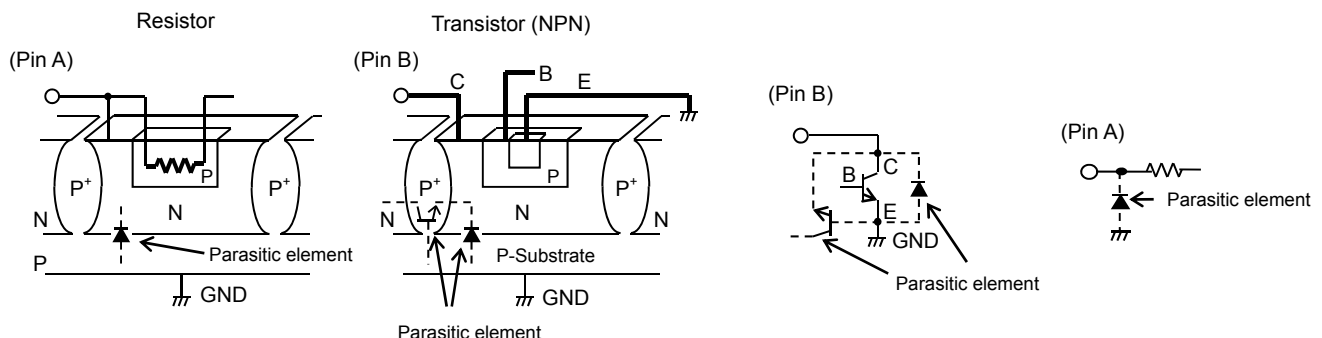 Resistor
(Pin A)
P+
P
P+
N
N
P
Parasitic element
GND
Transistor (NPN)
(Pin B)
C
B
E
P+
P
P+
N
N
N
P-Substrate
GND
Parasitic element
(Pin B)
C
B
E
GND
Parasitic element
(Pin A)
Parasitic element